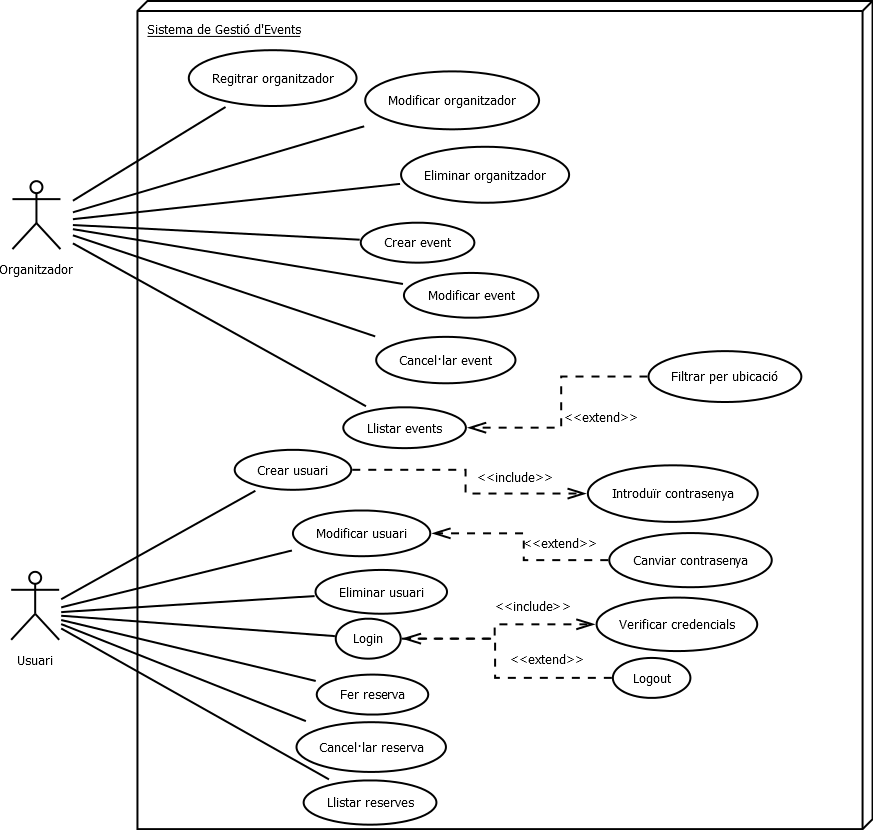 Sistema de Gestió d'Events
Regitrar organitzador
Modificar organitzador
Eliminar organitzador
Crear event
Organitzador
Modificar event
Cancel·lar event
Filtrar per ubicació
<<extend>>
Llistar events
Crear usuari
<<include>>
Introduïr contrasenya
Modificar usuari
<<extend>>
Canviar contrasenya
Eliminar usuari
<<include>>
Verificar credencials
Login
Usuari
<<extend>>
Logout
Fer reserva
Cancel·lar reserva
Llistar reserves